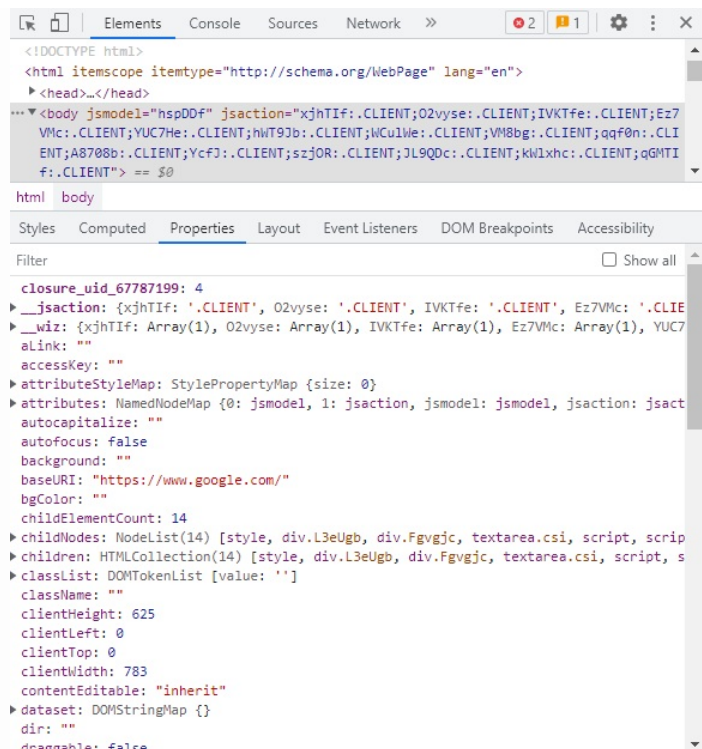 Elements Console Sources Network » 2 1
<!DOCTYPE html>
<html itemscope itemtype="http://schema.org/WebPage" lang="en">
▶<head>…</head>
···▼<body jsmodel="hspDDf" jsaction="xjhTIf:.CLIENT;O2vyse:.CLIENT;IVKTfe:.CLIENT;Ez7
VMc:.CLIENT;YUC7He:.CLIENT;hWT9Jb:.CLIENT;WCulWe:.CLIENT;VM8bg:.CLIENT;qqf0n:.CLI
ENT;A8708b:.CLIENT;YcfJ:.CLIENT;szjOR:.CLIENT;JL9QDc:.CLIENT;kWlxhc:.CLIENT;qGMTI
f:.CLIENT"> == $0
html body
Styles Computed Properties Layout Event Listeners DOM Breakpoints Accessibility
Filter Show all
closure_uid_67787199: 4
▶__jsaction: {xjhTIf: '.CLIENT', O2vyse: '.CLIENT', IVKTfe: '.CLIENT', Ez7VMc: '.CLIE
▶__wiz: {xjhTIf: Array(1), O2vyse: Array(1), IVKTfe: Array(1), Ez7VMc: Array(1), YUC7
aLink: ""
accessKey: ""
▶attributeStyleMap: StylePropertyMap {size: 0}
▶attributes: NamedNodeMap {0: jsmodel, 1: jsaction, jsmodel: jsmodel, jsaction: jsact
autocapitalize: ""
autofocus: false
background: ""
baseURI: "https://www.google.com/"
bgColor: ""
childElementCount: 14
▶childNodes: NodeList(14) [style, div.L3eUgb, div.Fgvgjc, textarea.csi, script, scrip
▶children: HTMLCollection(14) [style, div.L3eUgb, div.Fgvgjc, textarea.csi, script, s
▶classList: DOMTokenList [value: '']
className: ""
clientHeight: 625
clientLeft: 0
clientTop: 0
clientWidth: 783
contentEditable: "inherit"
▶dataset: DOMStringMap {}
dir: ""
draggable: false